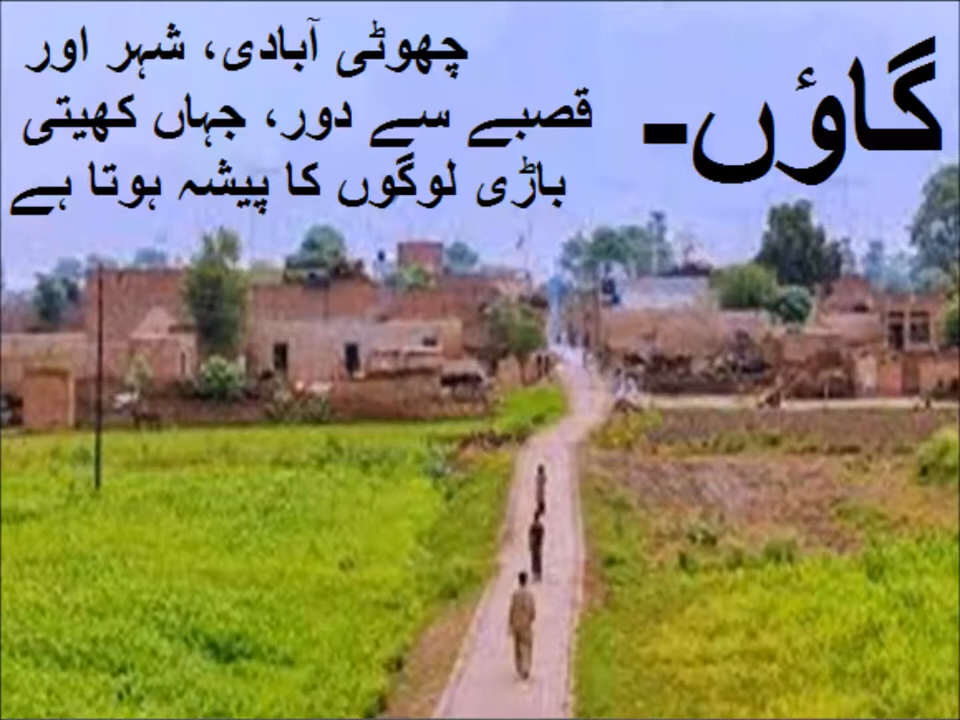 گاؤں-
چھوٹی آبادی، شہر اور
قصبے سے دور، جہاں کھیتی
باڑی لوگوں کا پیشہ ہوتا ہے